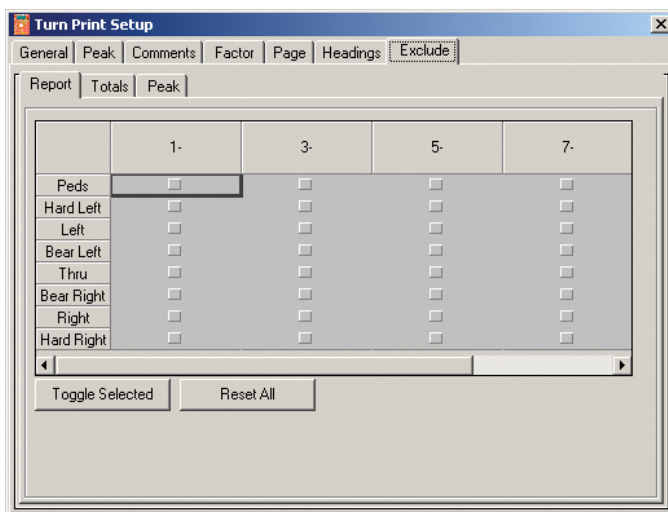 Turn Print Setup
General Peak Comments Factor Page Headings Exclude
Report Totals Peak
1- 3- 5- 7-
Peds
Hard Left
Left
Bear Left
Thru
Bear Right
Right
Hard Right
Toggle Selected Reset All